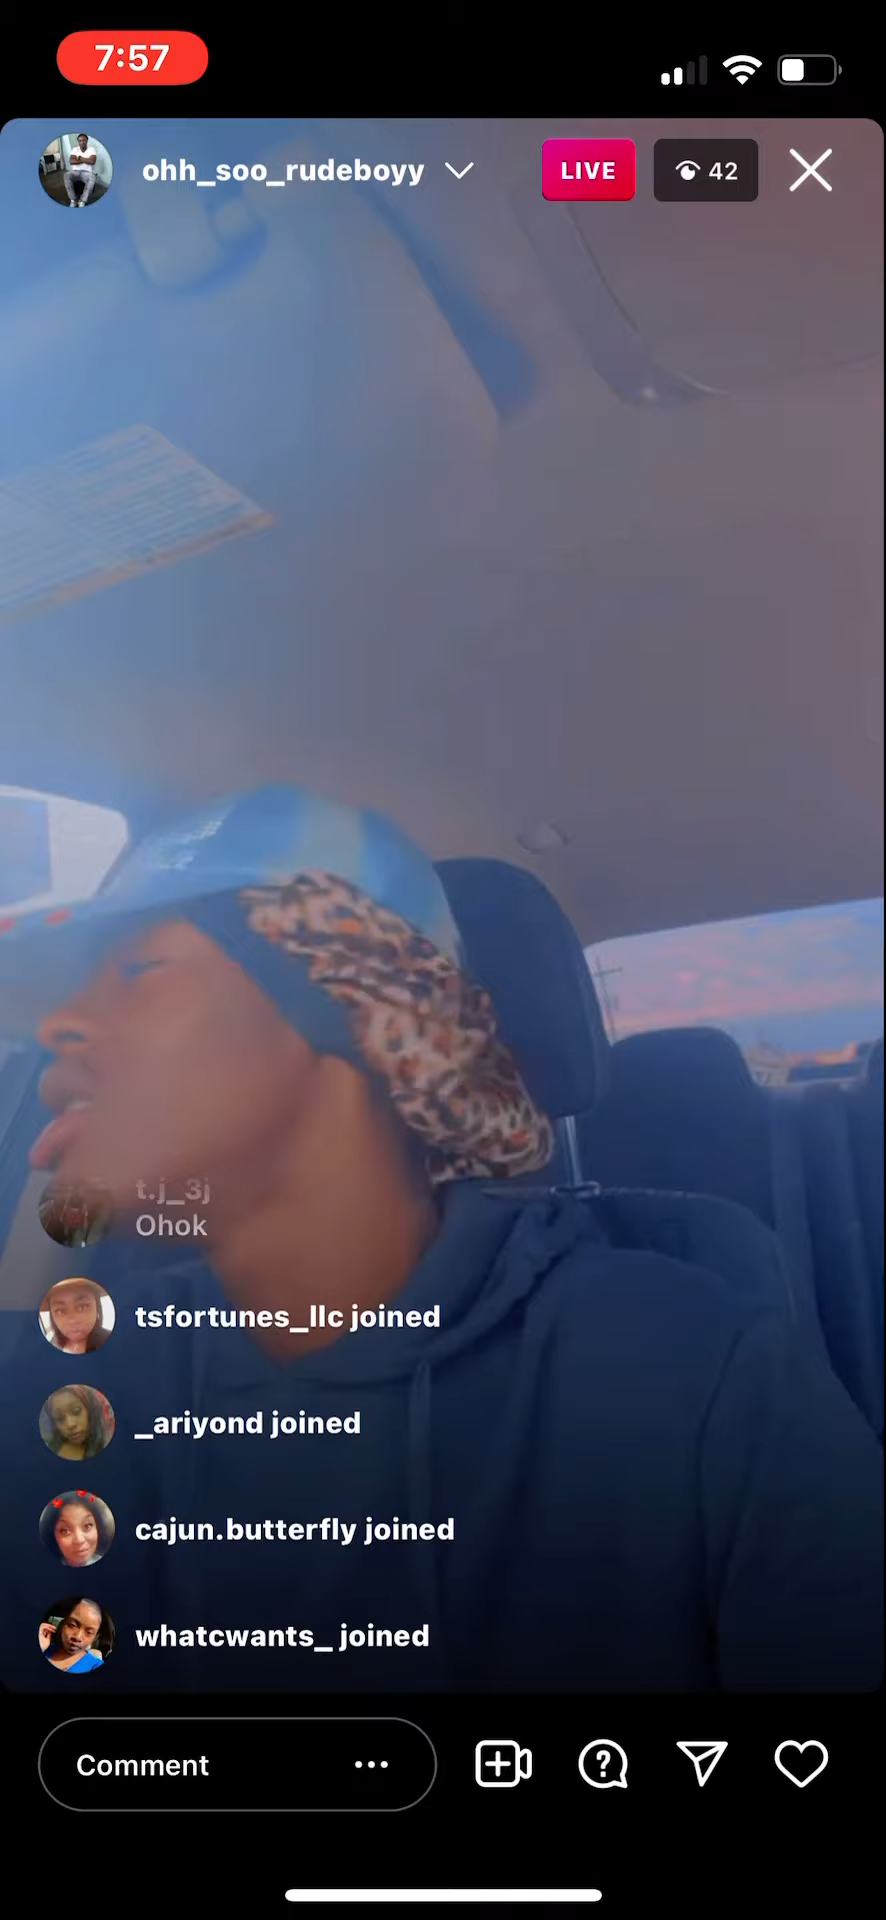 7:57
ohh_soo_rudeboyy
LIVE
42
t.j_3j
Ohok
tsfortunes_llc joined
_ariyond joined
cajun.butterfly joined
whatcwants_ joined
Comment